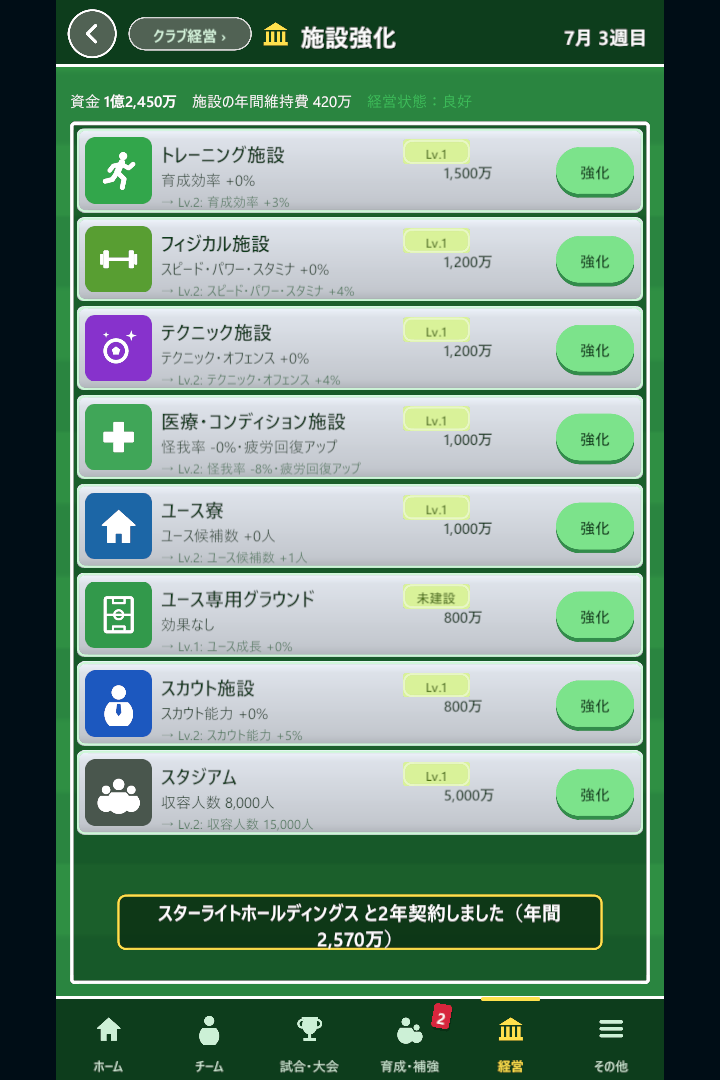 クラブ経営 ›
施設強化
7月 3週目
資金 1億2,450万 施設の年間維持費 420万 経営状態：良好
トレーニング施設
Lv.1
1,500万
強化
育成効率 +0%
→ Lv.2: 育成効率 +3%
フィジカル施設
Lv.1
1,200万
強化
スピード・パワー・スタミナ +0%
→ Lv.2: スピード・パワー・スタミナ +4%
テクニック施設
Lv.1
1,200万
強化
テクニック・オフェンス +0%
→ Lv.2: テクニック・オフェンス +4%
医療・コンディション施設
Lv.1
1,000万
強化
怪我率 -0%・疲労回復アップ
→ Lv.2: 怪我率 -8%・疲労回復アップ
ユース寮
Lv.1
1,000万
強化
ユース候補数 +0人
→ Lv.2: ユース候補数 +1人
ユース専用グラウンド
未建設
800万
強化
効果なし
→ Lv.1: ユース成長 +0%
スカウト施設
Lv.1
800万
強化
スカウト能力 +0%
→ Lv.2: スカウト能力 +5%
スタジアム
Lv.1
5,000万
強化
収容人数 8,000人
→ Lv.2: 収容人数 15,000人
スターライトホールディングス と2年契約しました（年間
2,570万）
2
ホーム
チーム
試合・大会
育成・補強
経営
その他